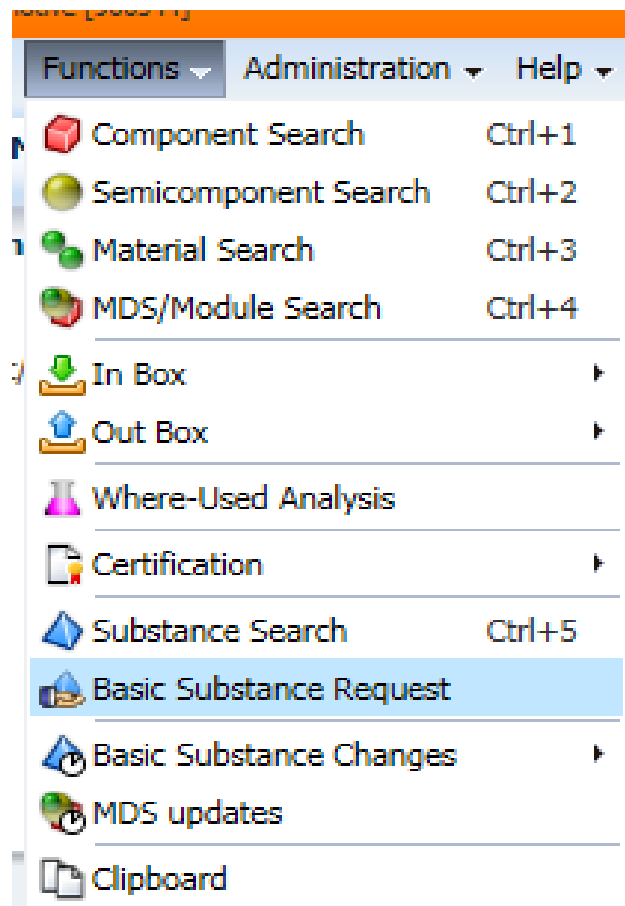 Functions Administration Help
Component Search Ctrl+1
Semicomponent Search Ctrl+2
Material Search Ctrl+3
MDS/Module Search Ctrl+4
In Box
Out Box
Where-Used Analysis
Certification
Substance Search Ctrl+5
Basic Substance Request
Basic Substance Changes
MDS updates
Clipboard